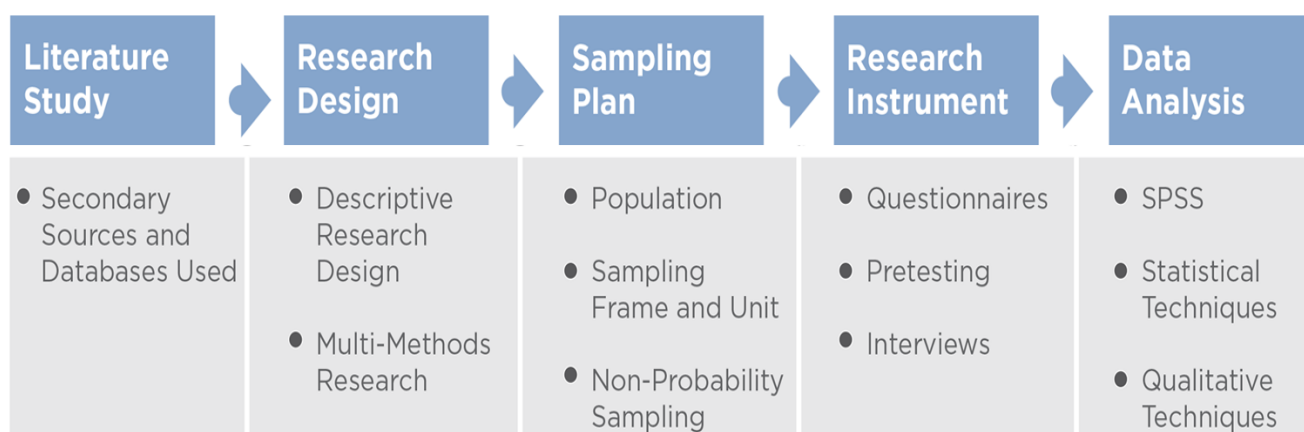 Literature
Study
Research
Design
Sampling
Plan
Research
Instrument
Data
Analysis
Secondary
Sources and
Databases Used
Descriptive
Research
Design
Multi-Methods
Research
Population
Sampling
Frame and Unit
Non-Probability
Sampling
Questionnaires
Pretesting
Interviews
SPSS
Statistical
Techniques
Qualitative
Techniques